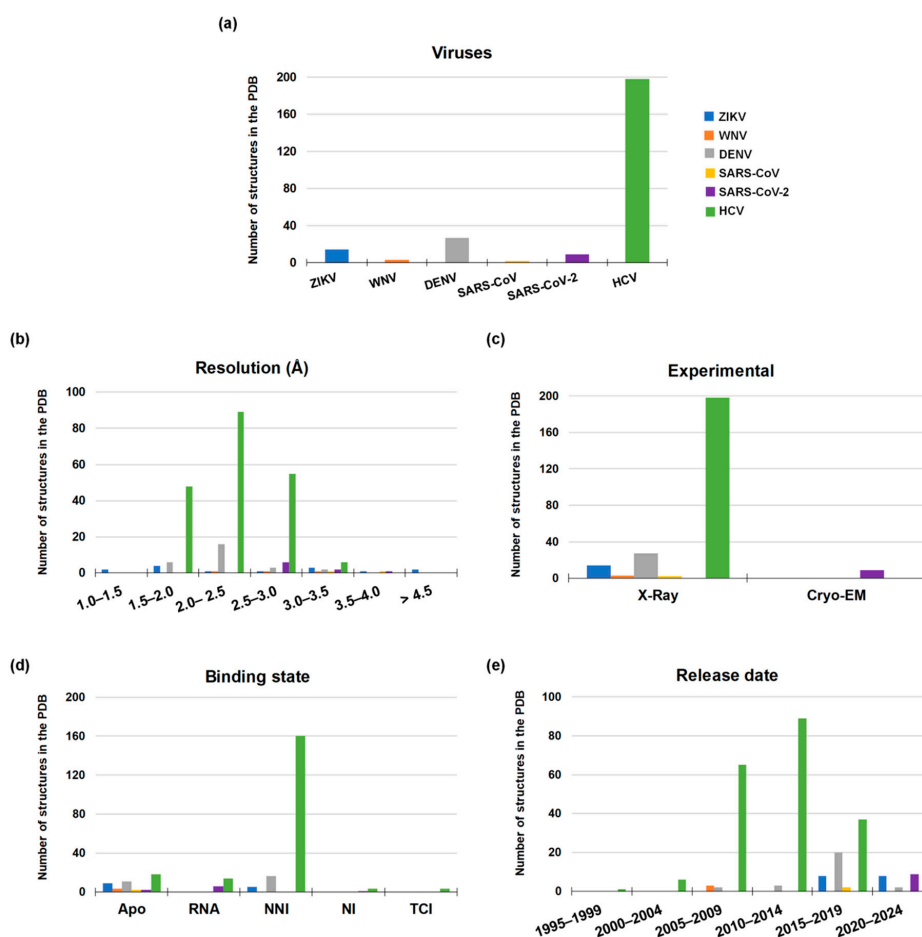 (a)
Viruses
Number of structures in the PDB
200
160
120
80
40
0
ZIKV
WNV
DENV
SARS-CoV
SARS-CoV-2
HCV
ZIKV
WNV
DENV
SARS-CoV
SARS-CoV-2
HCV
(b)
Resolution (Å)
Number of structures in the PDB
100
80
60
40
20
0
1.0–1.5
1.5–2.0
2.0– 2.5
2.5–3.0
3.0–3.5
3.5–4.0
> 4.5
(c)
Experimental
Number of structures in the PDB
200
160
120
80
40
0
X-Ray
Cryo-EM
(d)
Binding state
Number of structures in the PDB
200
160
120
80
40
0
Apo
RNA
NNI
NI
TCI
(e)
Release date
Number of structures in the PDB
100
80
60
40
20
0
1995–1999
2000–2004
2005–2009
2010–2014
2015–2019
2020–2024